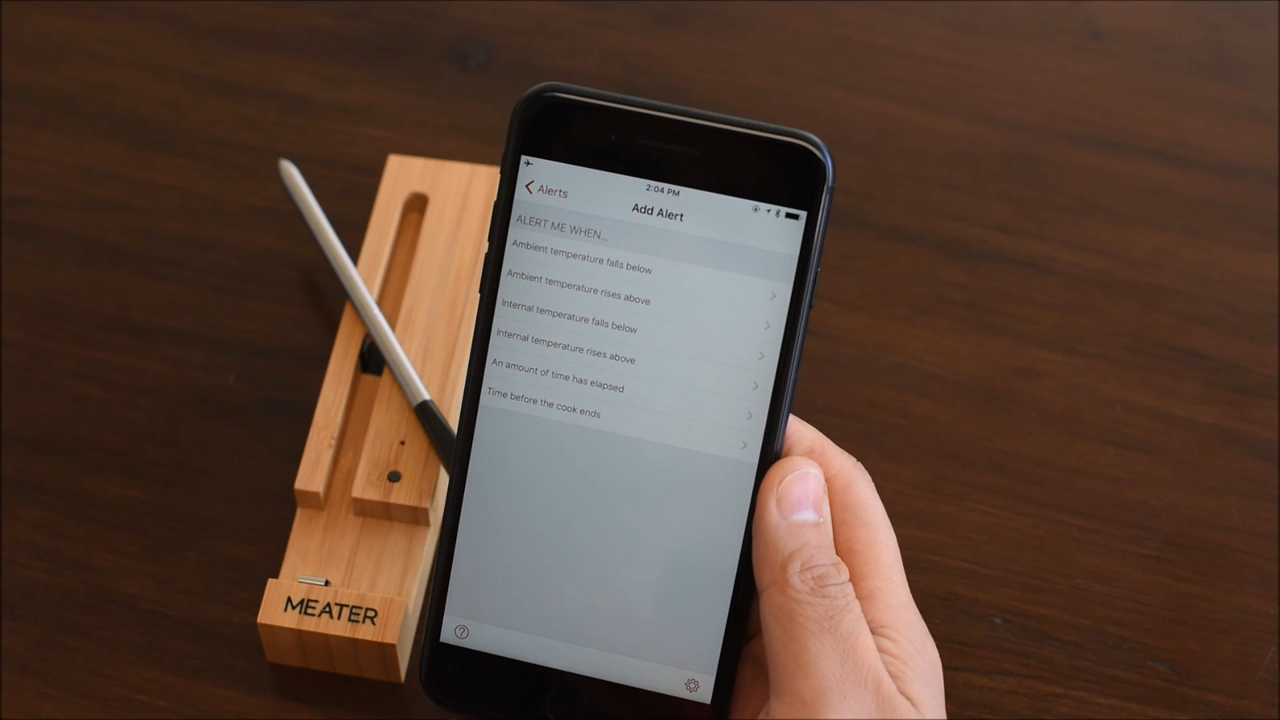 2:04 PM
Alerts
Add Alert
ALERT ME WHEN...
Ambient temperature falls below
Ambient temperature rises above
Internal temperature falls below
Internal temperature rises above
An amount of time has elapsed
Time before the cook ends
?
MEATER